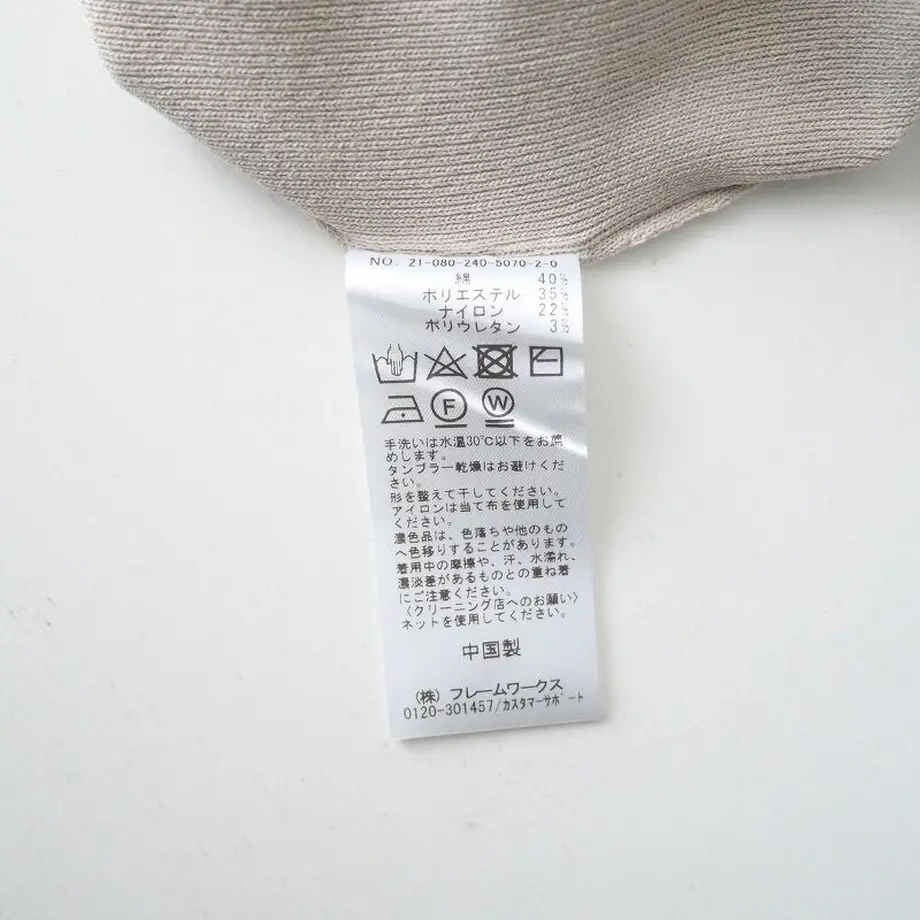 NO. 21-080-240-5070-2-0
綿 40%
ポリエステル 35%
ナイロン 22%
ポリウレタン 3%
F W
手洗いは水温30℃以下をお薦
めします。
タンブラー乾燥はお避けくだ
さい。
形を整えて干してください。
アイロンは当て布を使用して
ください。
濃色品は、色落ちや他のもの
へ色移りすることがあります。
着用中の摩擦や、汗、水濡れ、
濃淡差があるものとの重ね着
にご注意ください。
〈クリーニング店へのお願い〉
ネットを使用してください。
中国製
(株) フレームワークス
0120-301457/カスタマーサポート